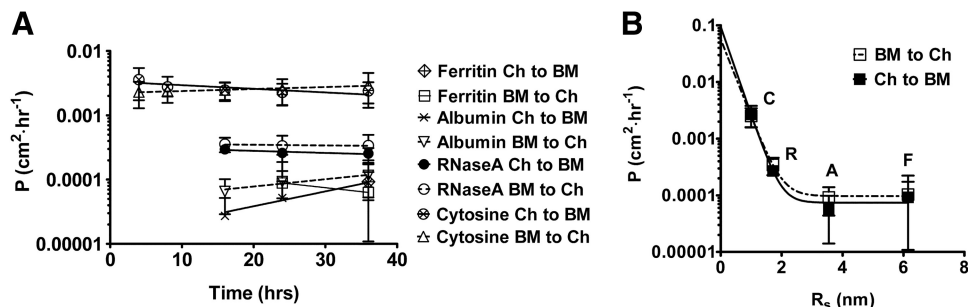 A
P (cm²·hr⁻¹)
0.01
0.001
0.0001
0.00001
0 10 20 30 40
Time (hrs)
Ferritin Ch to BM
Ferritin BM to Ch
Albumin Ch to BM
Albumin BM to Ch
RNaseA Ch to BM
RNaseA BM to Ch
Cytosine Ch to BM
Cytosine BM to Ch
B
P (cm²·hr⁻¹)
0.1
0.01
0.001
0.0001
0.00001
0 2 4 6 8
Rₛ (nm)
BM to Ch
Ch to BM
C
R
A
F